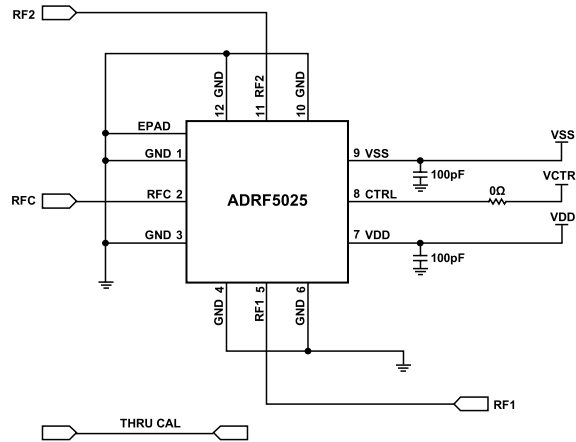 RF2
12 GND
11 RF2
10 GND
EPAD
GND 1
9 VSS
VSS
100pF
RFC
RFC 2
ADRF5025
8 CTRL
0Ω
VCTR
GND 3
7 VDD
VDD
100pF
GND 4
RF1 5
GND 6
RF1
THRU CAL